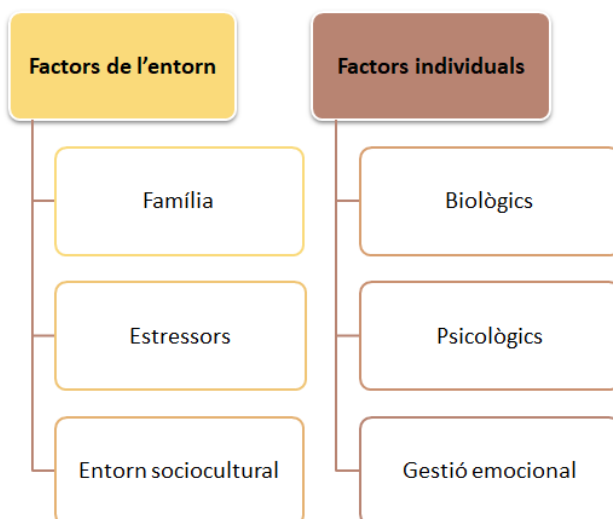 Factors de l’entorn
Família
Estressors
Entorn sociocultural
Factors individuals
Biològics
Psicològics
Gestió emocional